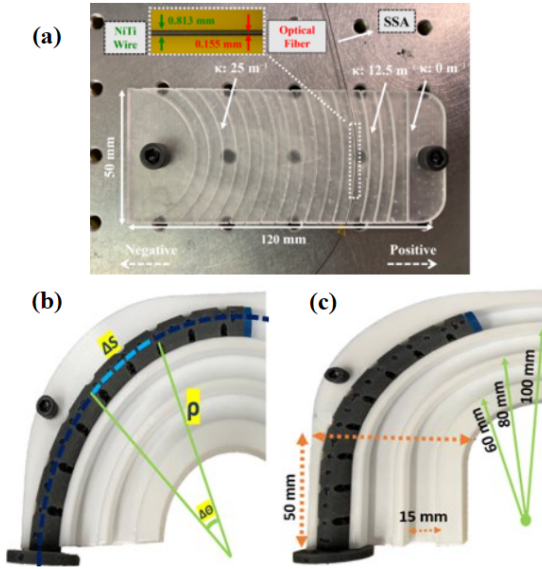 (a)
NiTi
Wire
0.813 mm
0.155 mm
Optical
Fiber
SSA
κ: 25 m⁻¹
κ: 12.5 m⁻¹
κ: 0 m⁻¹
50 mm
120 mm
Negative
Positive
(b)
ΔS
ρ
Δθ
(c)
60 mm
80 mm
100 mm
50 mm
15 mm